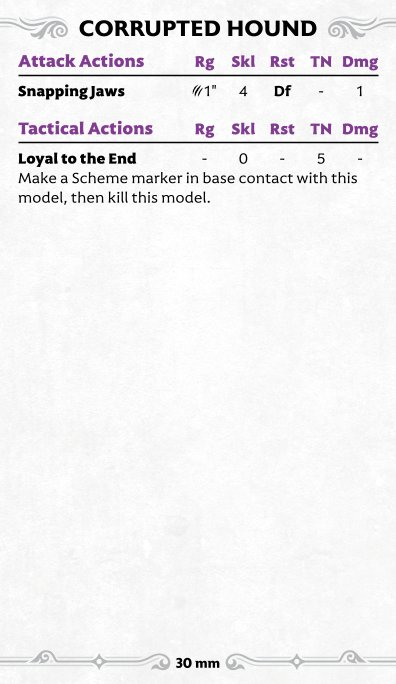 CORRUPTED HOUND
Attack Actions Rg Skl Rst TN Dmg
Snapping Jaws 1" 4 Df - 1
Tactical Actions Rg Skl Rst TN Dmg
Loyal to the End - 0 - 5 -
Make a Scheme marker in base contact with this
model, then kill this model.
30 mm